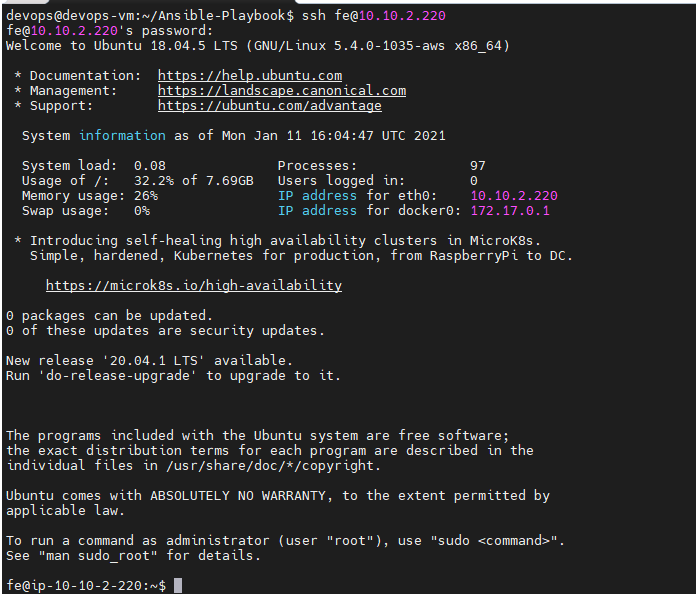 devops@devops-vm:~/Ansible-Playbook$ ssh fe@10.10.2.220
fe@10.10.2.220's password:
Welcome to Ubuntu 18.04.5 LTS (GNU/Linux 5.4.0-1035-aws x86_64)

 * Documentation:  https://help.ubuntu.com
 * Management:     https://landscape.canonical.com
 * Support:        https://ubuntu.com/advantage

  System information as of Mon Jan 11 16:04:47 UTC 2021

  System load:  0.08              Processes:              97
  Usage of /:   32.2% of 7.69GB   Users logged in:        0
  Memory usage: 26%               IP address for eth0:    10.10.2.220
  Swap usage:   0%                IP address for docker0: 172.17.0.1

 * Introducing self-healing high availability clusters in MicroK8s.
   Simple, hardened, Kubernetes for production, from RaspberryPi to DC.

     https://microk8s.io/high-availability

0 packages can be updated.
0 of these updates are security updates.

New release '20.04.1 LTS' available.
Run 'do-release-upgrade' to upgrade to it.

The programs included with the Ubuntu system are free software;
the exact distribution terms for each program are described in the
individual files in /usr/share/doc/*/copyright.

Ubuntu comes with ABSOLUTELY NO WARRANTY, to the extent permitted by
applicable law.

To run a command as administrator (user "root"), use "sudo <command>".
See "man sudo_root" for details.

fe@ip-10-10-2-220:~$